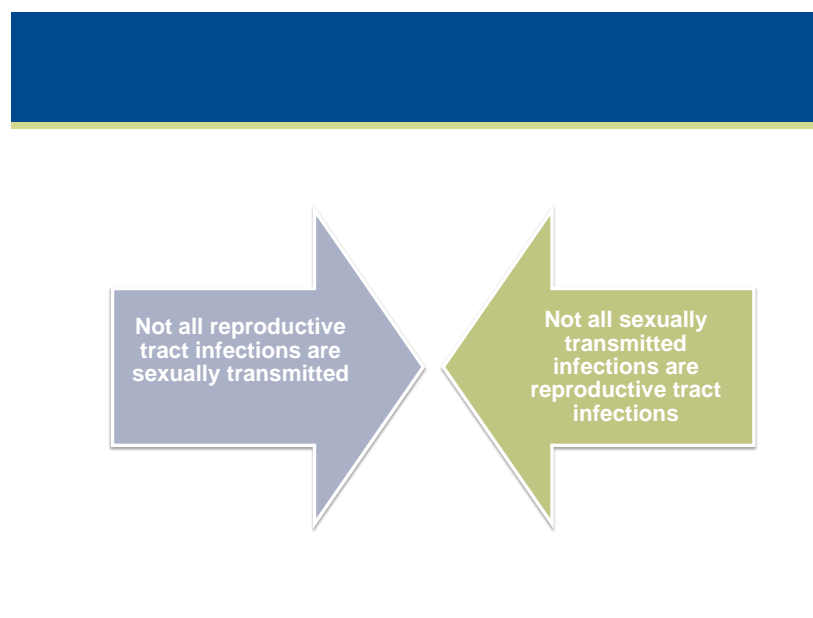 Not all reproductive
tract infections are
sexually transmitted
Not all sexually
transmitted
infections are
reproductive tract
infections